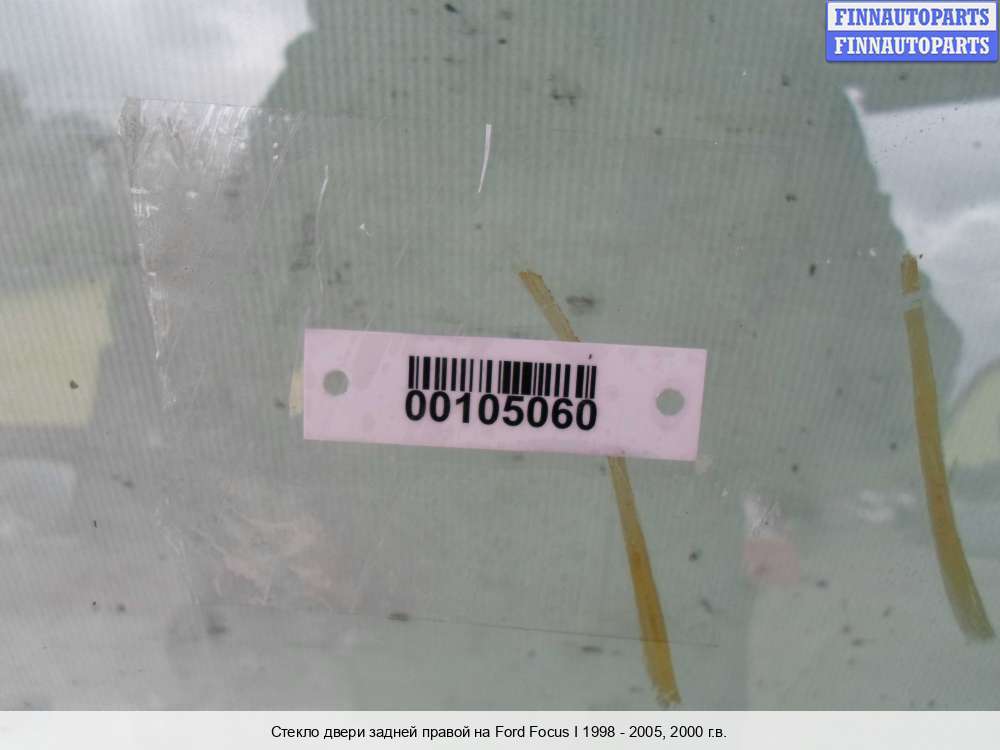 FINNAUTOPARTS
FINNAUTOPARTS
00105060
Стекло двери задней правой на Ford Focus I 1998 - 2005, 2000 г.в.